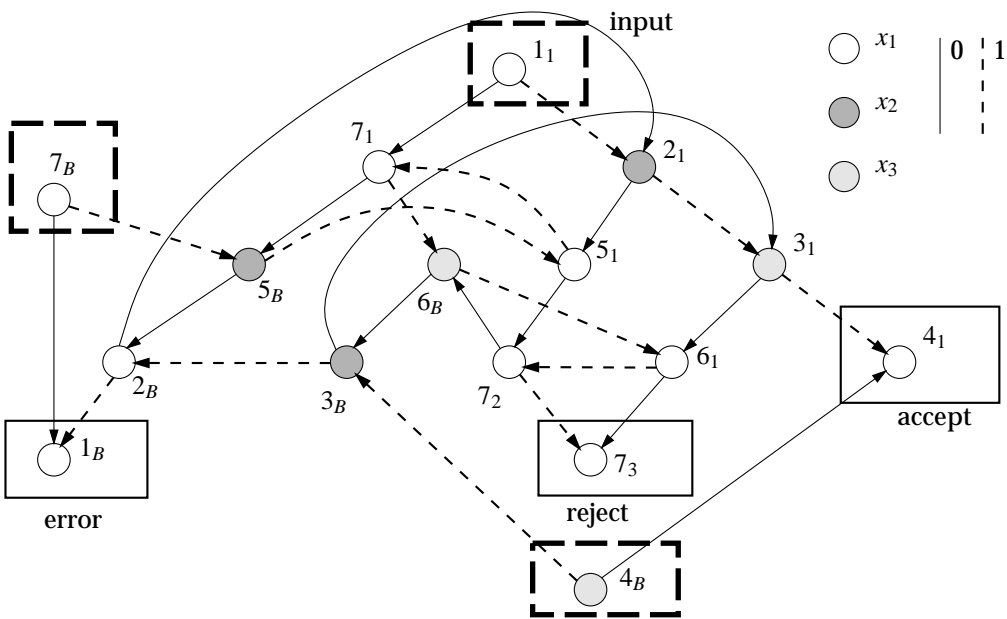 input
1₁
x₁
0
1
x₂
x₃
7₁
2₁
7_B
5_B
6_B
5₁
3₁
2_B
3_B
7₂
6₁
4₁
accept
1_B
error
7₃
reject
4_B